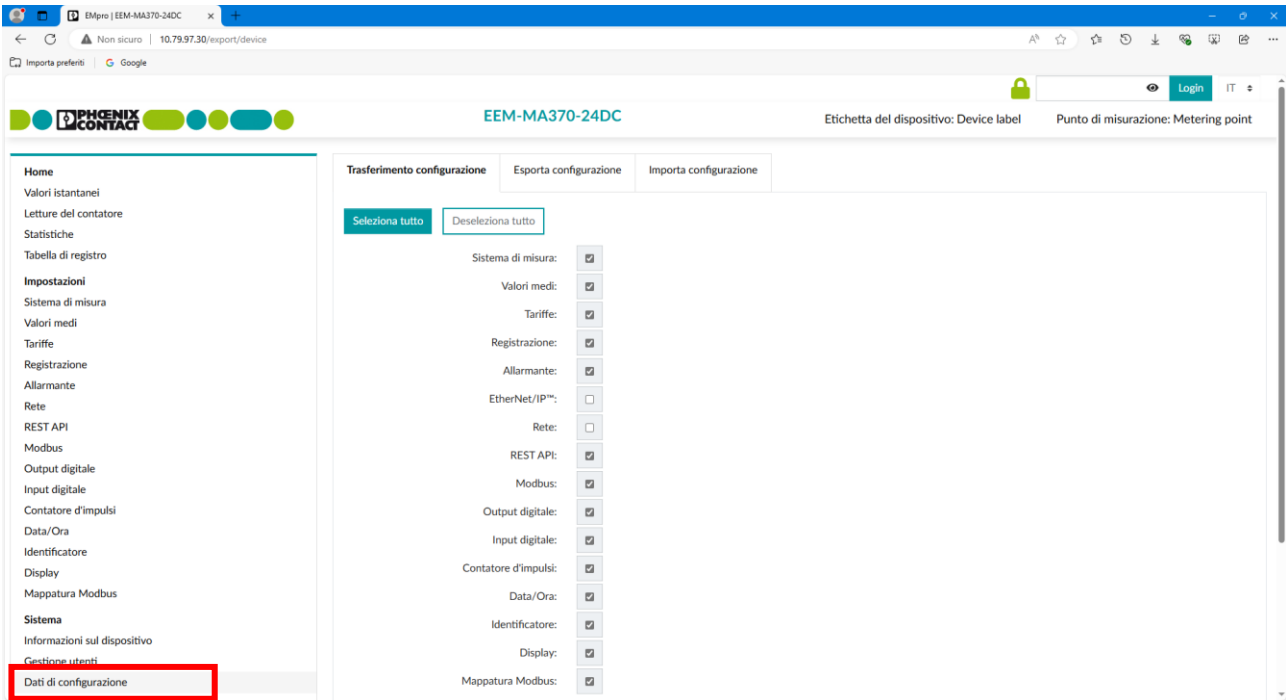 EMpro | EEM-MA370-24DC
Non sicuro | 10.79.97.30/export/device
Importa preferiti
G Google
Login
IT
PHŒNIX
CONTACT
EEM-MA370-24DC
Etichetta del dispositivo: Device label
Punto di misurazione: Metering point
Home
Valori istantanei
Letture del contatore
Statistiche
Tabella di registro
Impostazioni
Sistema di misura
Valori medi
Tariffe
Registrazione
Allarmante
Rete
REST API
Modbus
Output digitale
Input digitale
Contatore d'impulsi
Data/Ora
Identificatore
Display
Mappatura Modbus
Sistema
Informazioni sul dispositivo
Gestione utenti
Dati di configurazione
Trasferimento configurazione
Esporta configurazione
Importa configurazione
Seleziona tutto
Deseleziona tutto
Sistema di misura:
Valori medi:
Tariffe:
Registrazione:
Allarmante:
EtherNet/IP™:
Rete:
REST API:
Modbus:
Output digitale:
Input digitale:
Contatore d'impulsi:
Data/Ora:
Identificatore:
Display:
Mappatura Modbus: